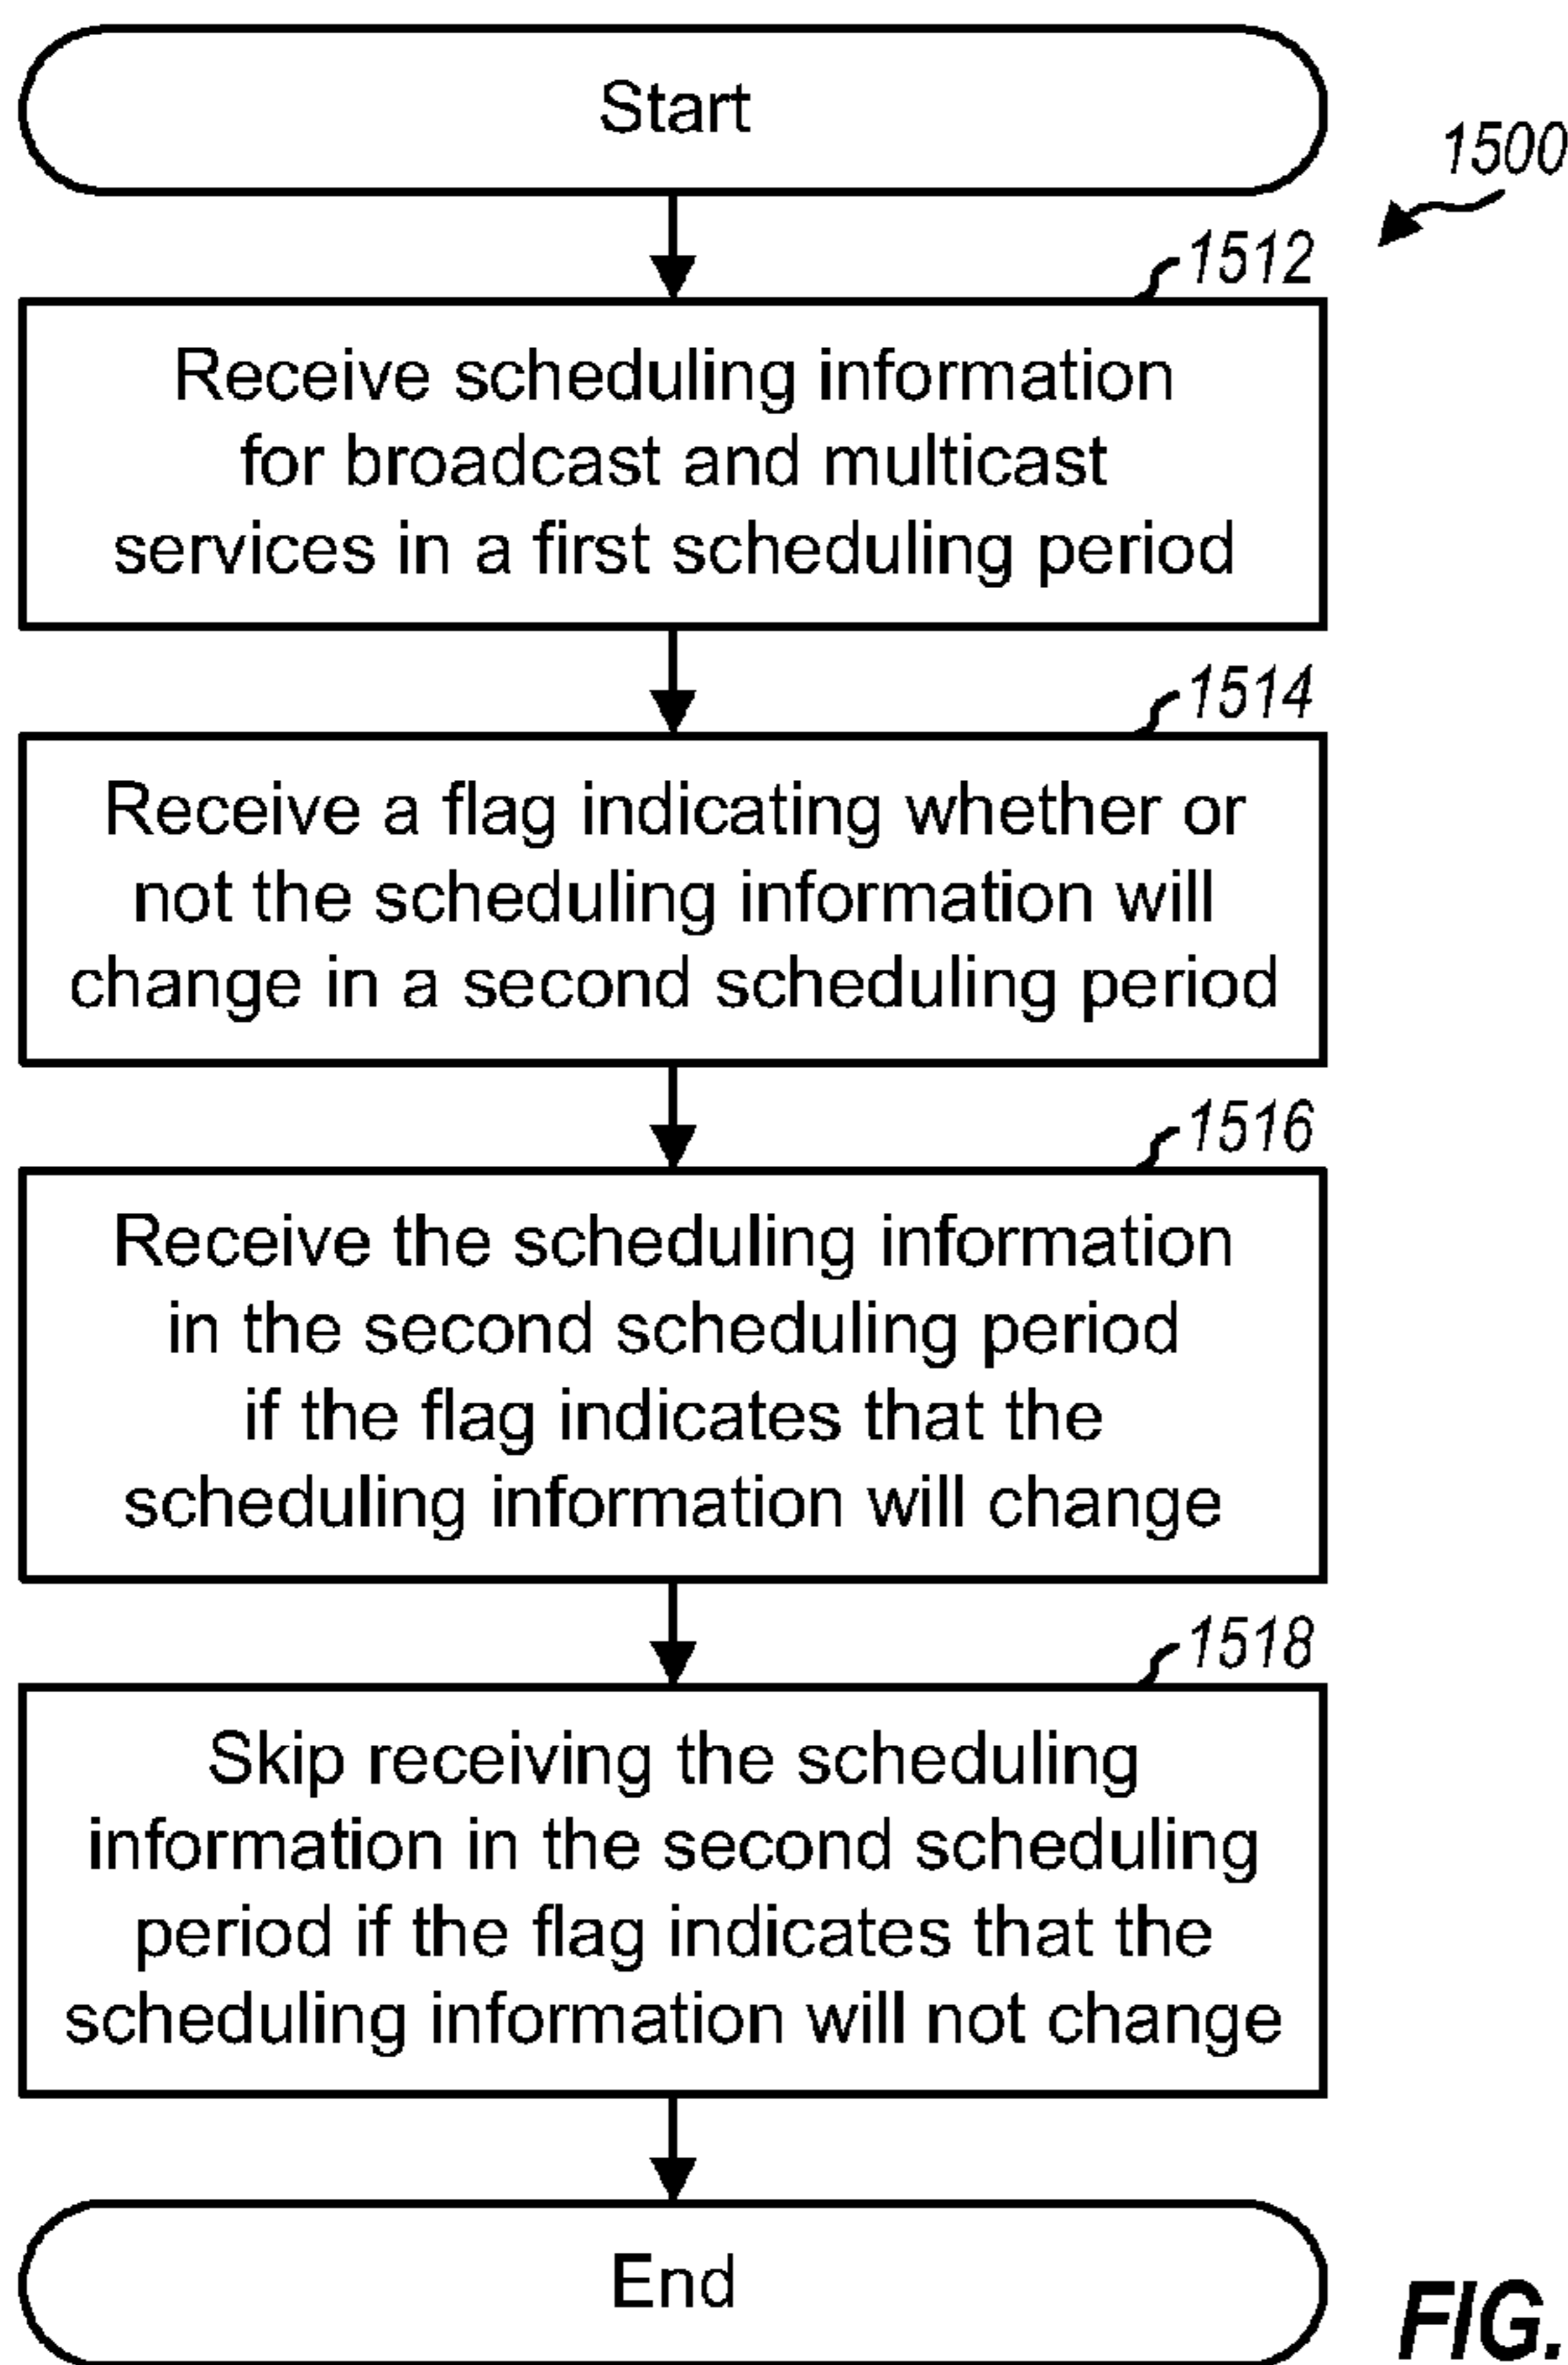 Start
1500
1512
Receive scheduling information
for broadcast and multicast
services in a first scheduling period
1514
Receive a flag indicating whether or
not the scheduling information will
change in a second scheduling period
1516
Receive the scheduling information
in the second scheduling period
if the flag indicates that the
scheduling information will change
1518
Skip receiving the scheduling
information in the second scheduling
period if the flag indicates that the
scheduling information will not change
End
FIG.